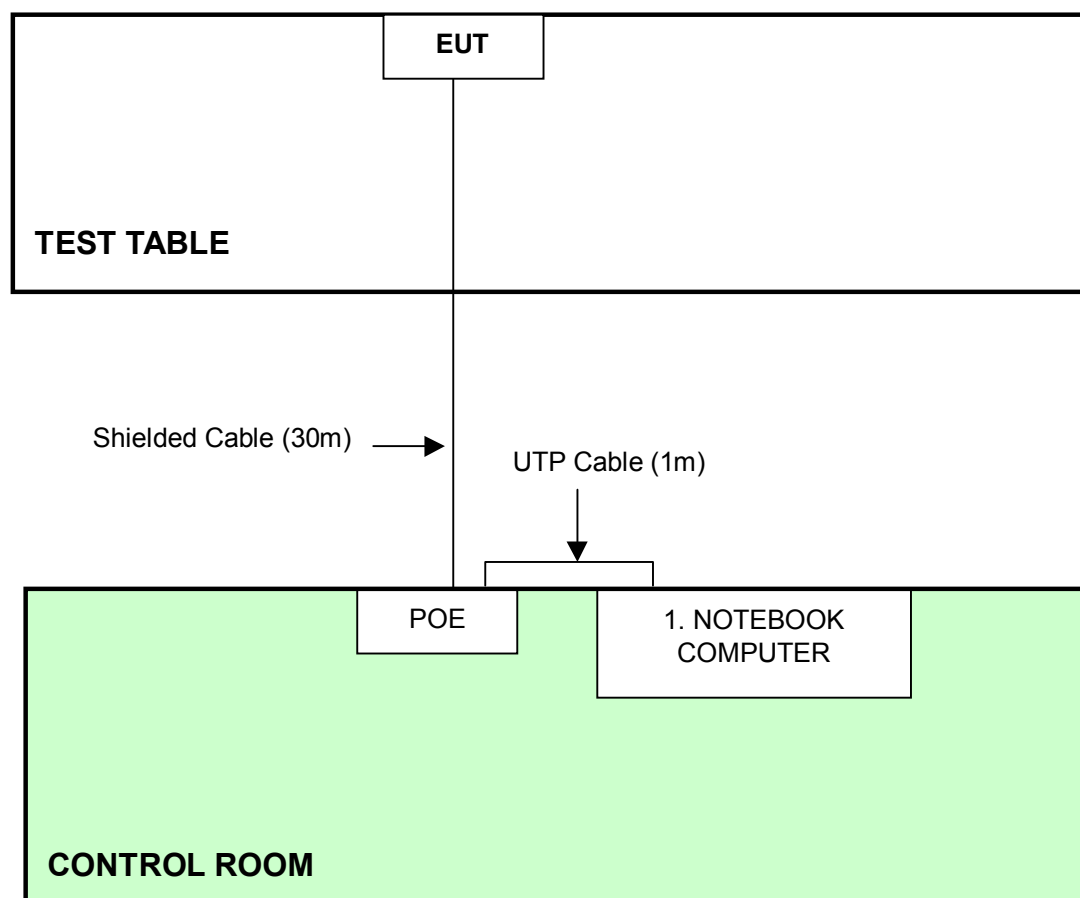 EUT
TEST TABLE
Shielded Cable (30m)
UTP Cable (1m)
POE
1. NOTEBOOK
COMPUTER
CONTROL ROOM